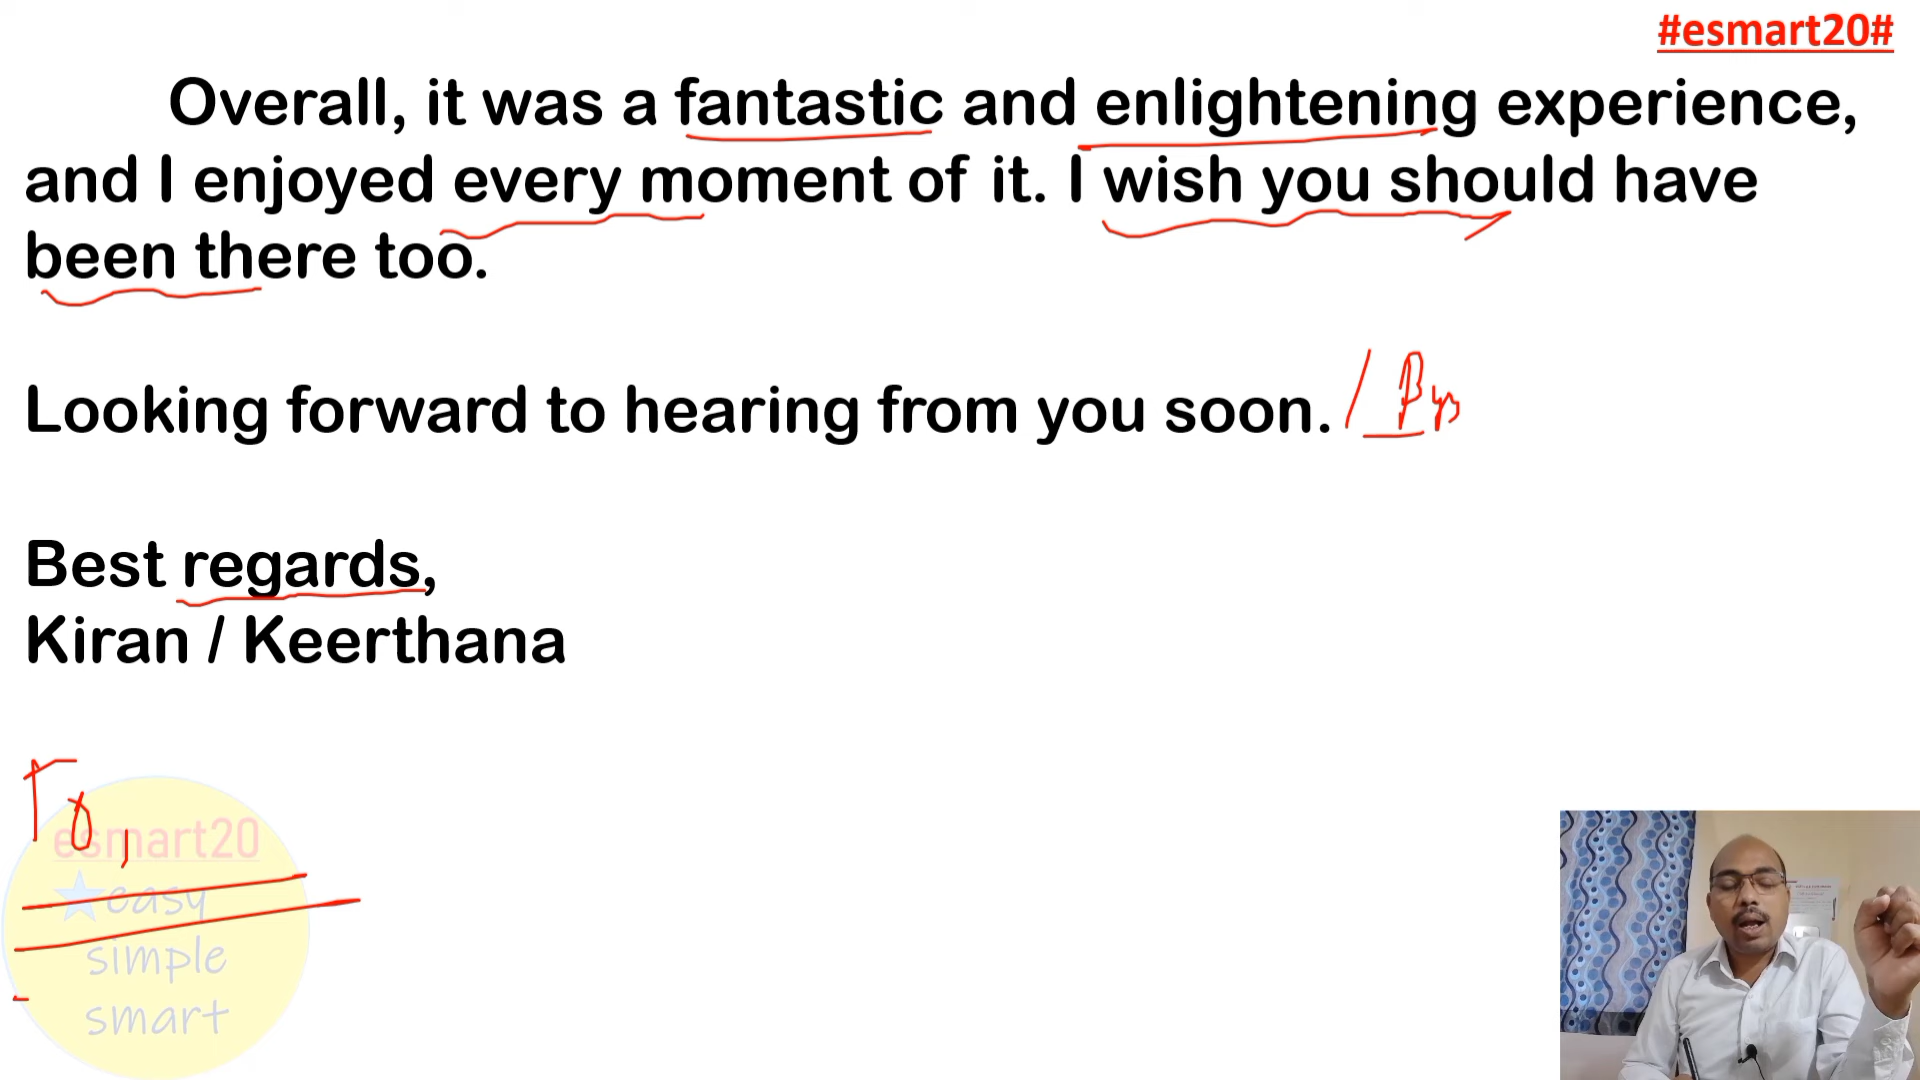 #esmart20#
Overall, it was a fantastic and enlightening experience,
and I enjoyed every moment of it. I wish you should have
been there too.
Looking forward to hearing from you soon. /
Best regards,
Kiran / Keerthana
To,
esmart20
easy
simple
smart